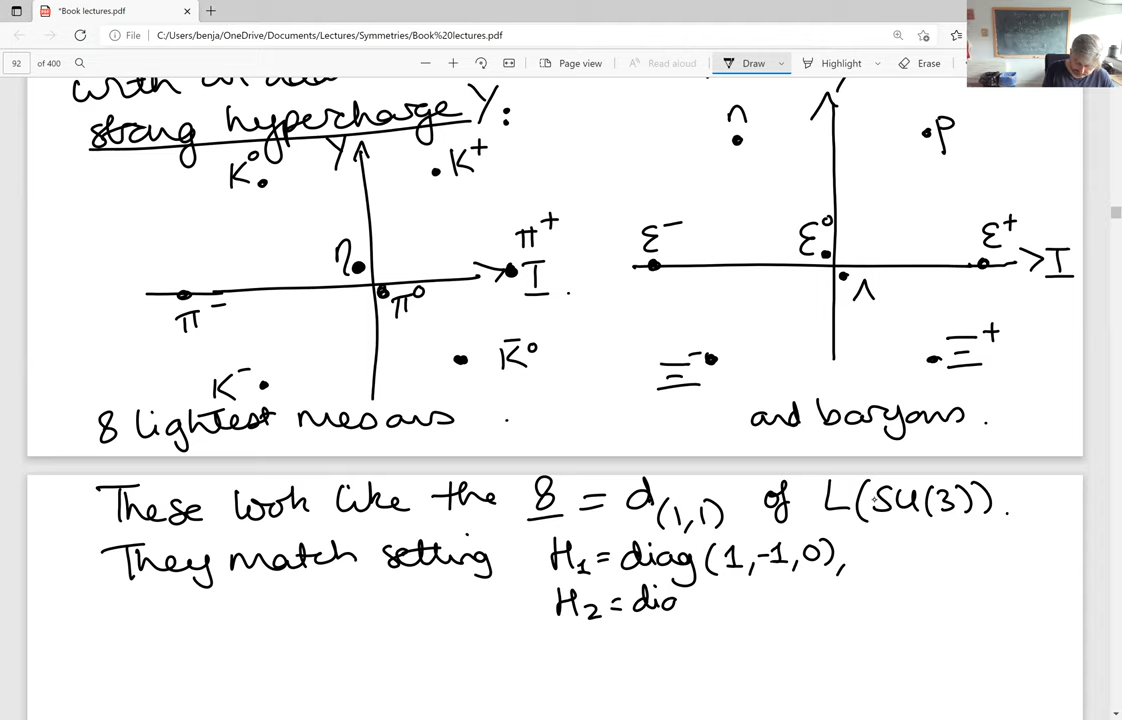 *Book lectures.pdf
File C:/Users/benja/OneDrive/Documents/Lectures/Symmetries/Book%20lectures.pdf
92 of 400 Page view Read aloud Draw Highlight Erase
strong hypercharge Y:
Y
K⁰ K⁺
η π⁺
I
π⁻ π⁰
K⁻ K̄⁰
8 lightest mesons .
n p
Σ⁻ Σ⁰ Σ⁺
I
Λ
Ξ⁻ Ξ⁺
and baryons.
These look like the 8 = d(1,1) of L(SU(3)).
They match setting H₁ = diag(1,-1,0),
H₂ = dia